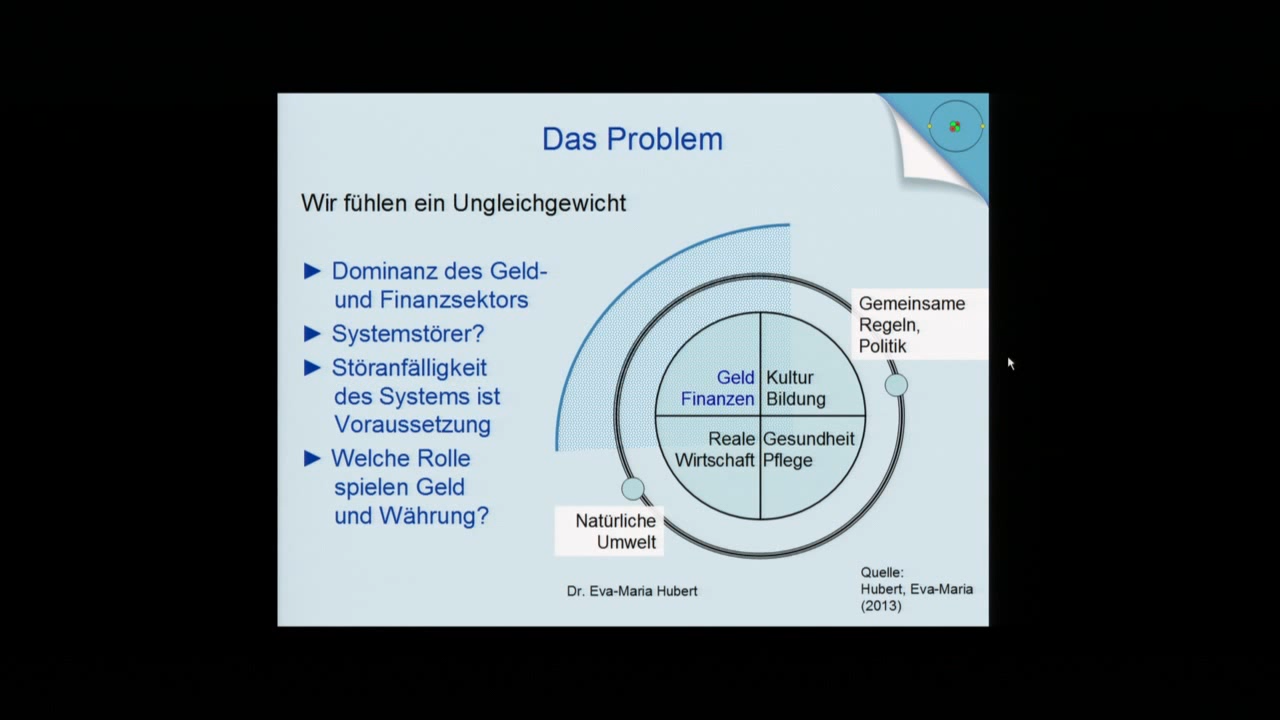 Das Problem
Wir fühlen ein Ungleichgewicht
► Dominanz des Geld-
und Finanzsektors
► Systemstörer?
► Störanfälligkeit
des Systems ist
Voraussetzung
► Welche Rolle
spielen Geld
und Währung?
Gemeinsame
Regeln,
Politik
Geld
Finanzen
Kultur
Bildung
Reale
Wirtschaft
Gesundheit
Pflege
Natürliche
Umwelt
Dr. Eva-Maria Hubert
Quelle:
Hubert, Eva-Maria
(2013)